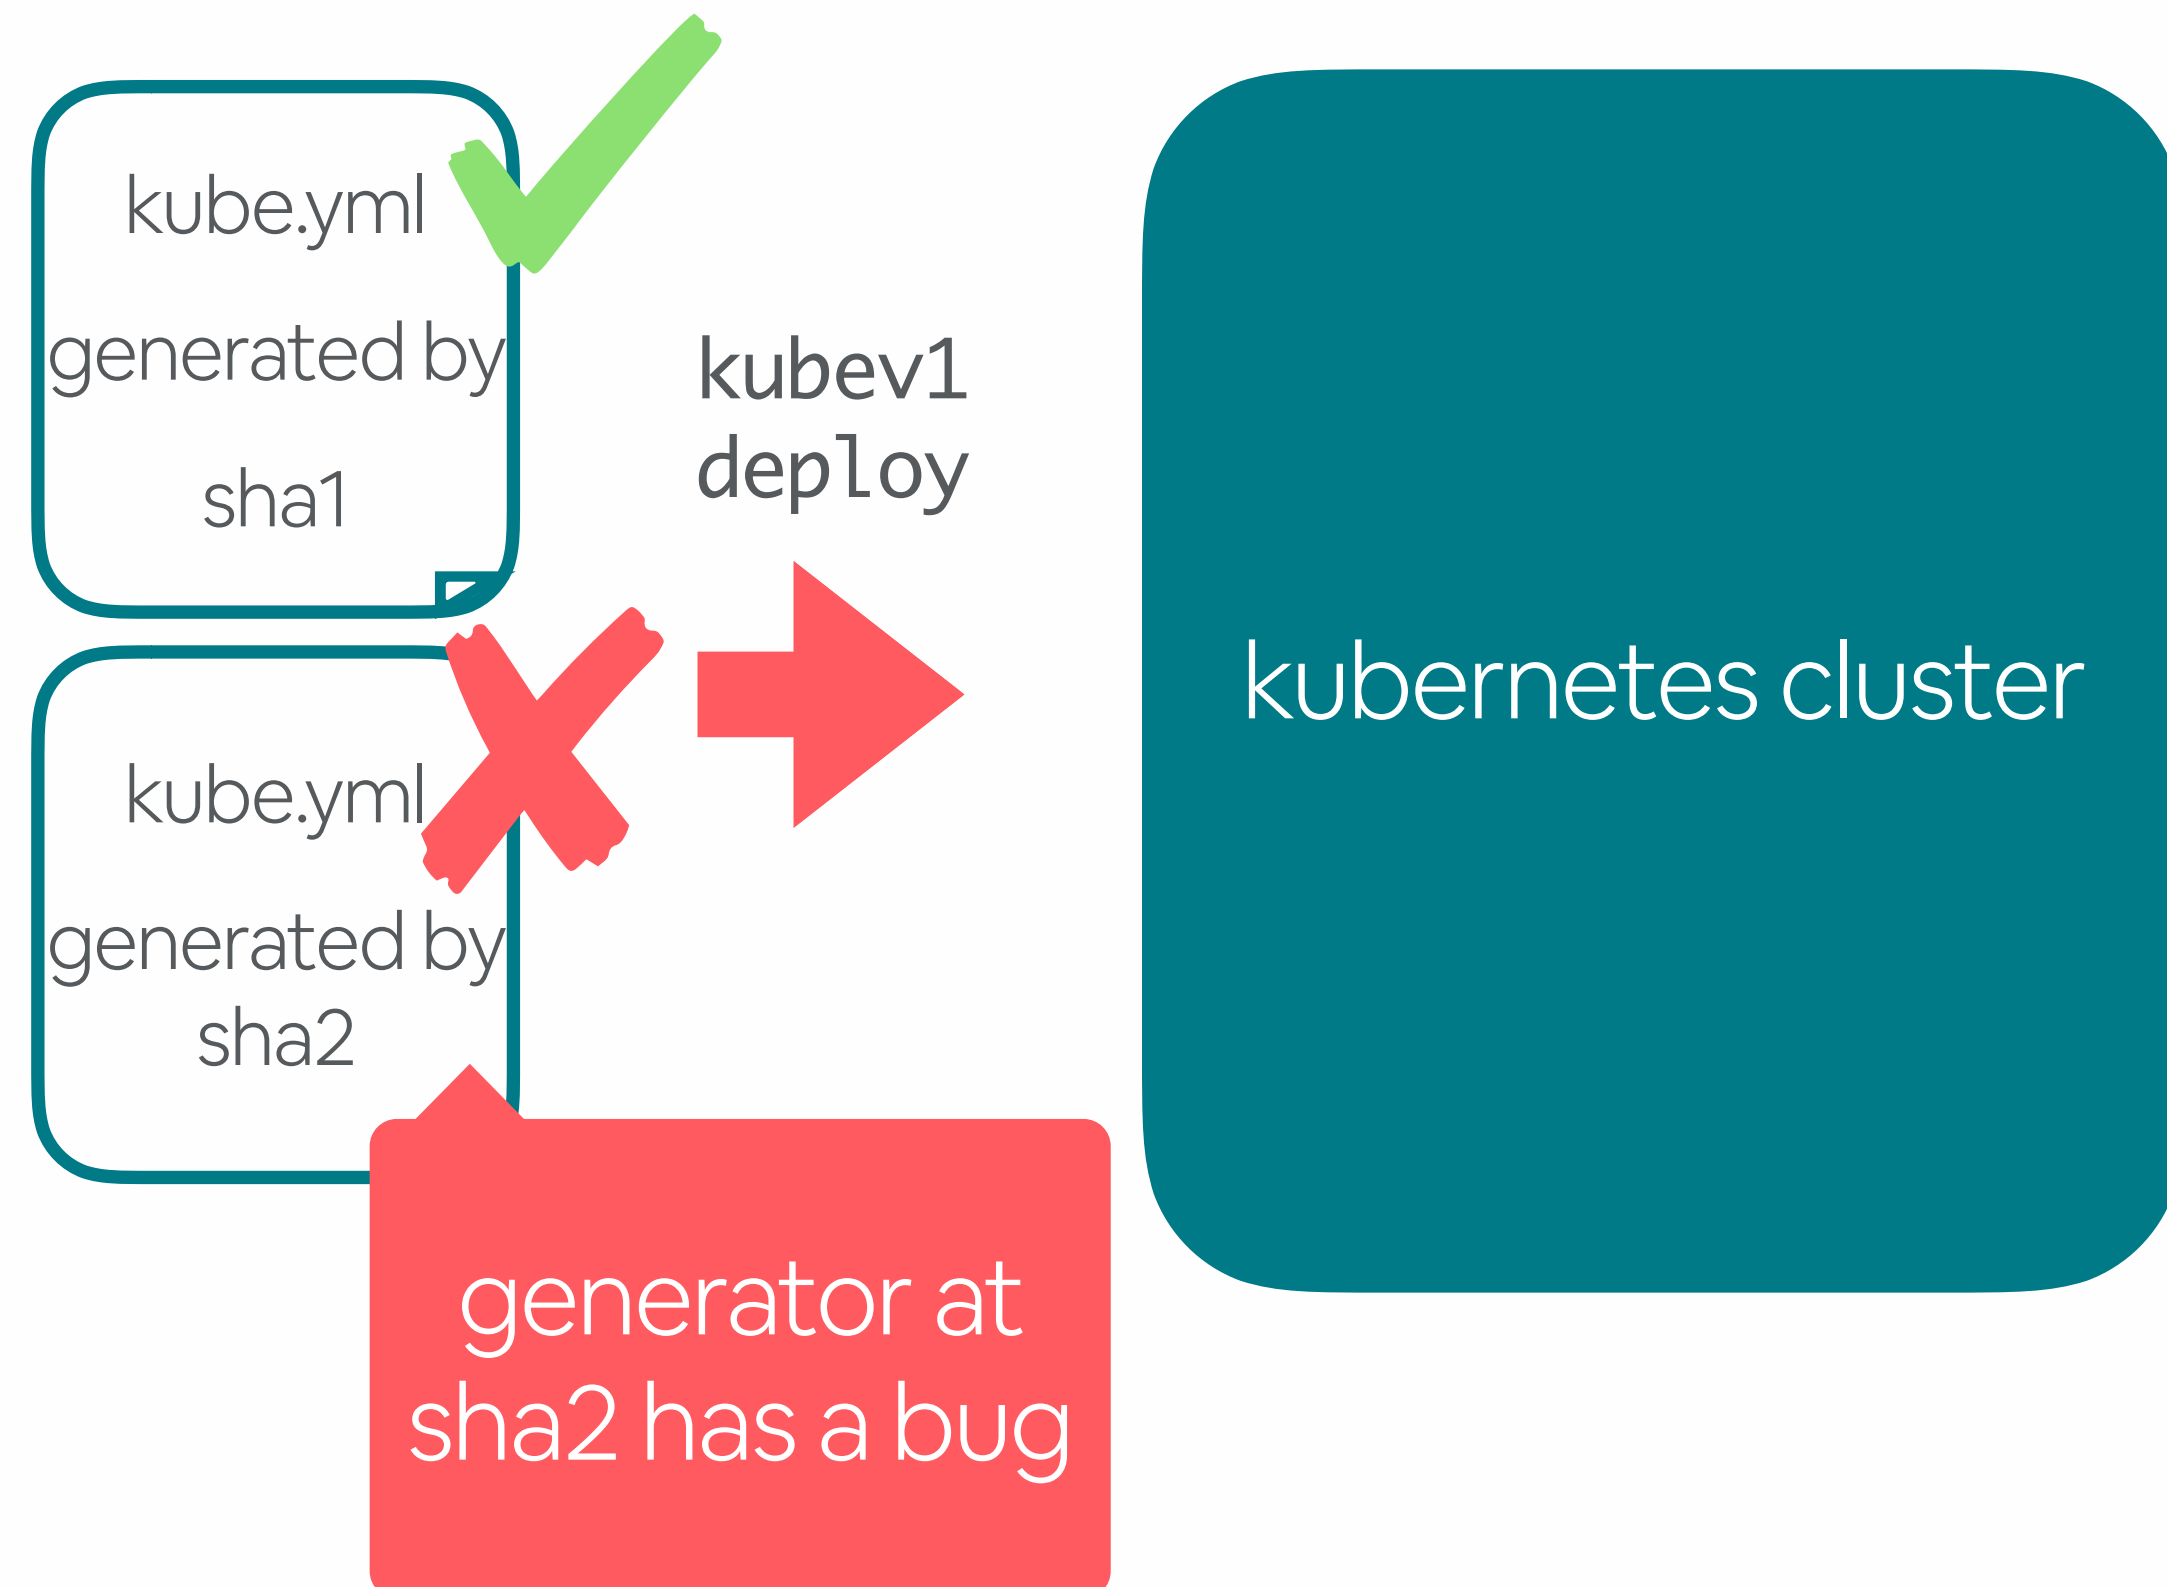 kube.yml
generated by
sha1
kubev1
deploy
kubernetes cluster
kube.yml
generated by
sha2
generator at
sha2 has a bug